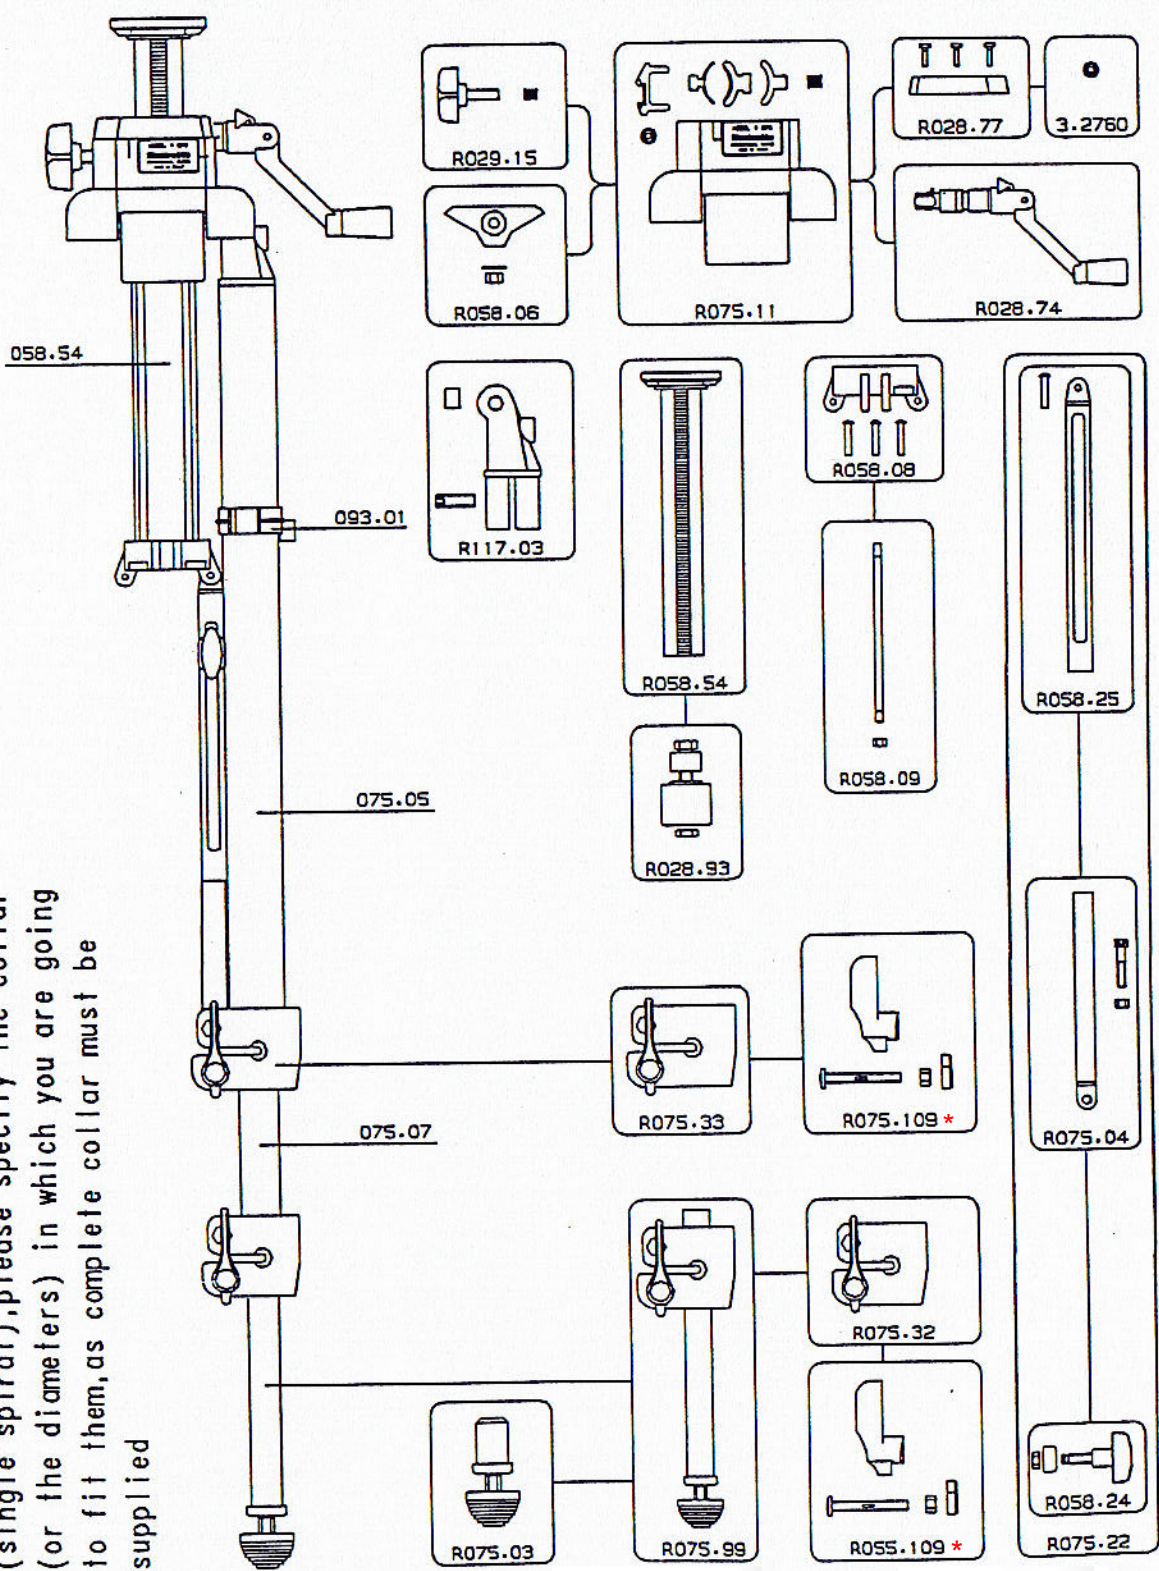 R029.15
R058.06
R075.11
R028.77
3.2760
R028.74
058.54
R117.03
093.01
R058.54
R058.08
R058.25
R058.09
R028.93
075.05
R075.33
R075.109 *
R075.04
075.07
R075.32
R075.03
R075.99
R055.109 *
R058.24
R075.22
(single spiral),please specify the collar
(or the diameters) in which you are going
to fit them,as complete collar must be
supplied